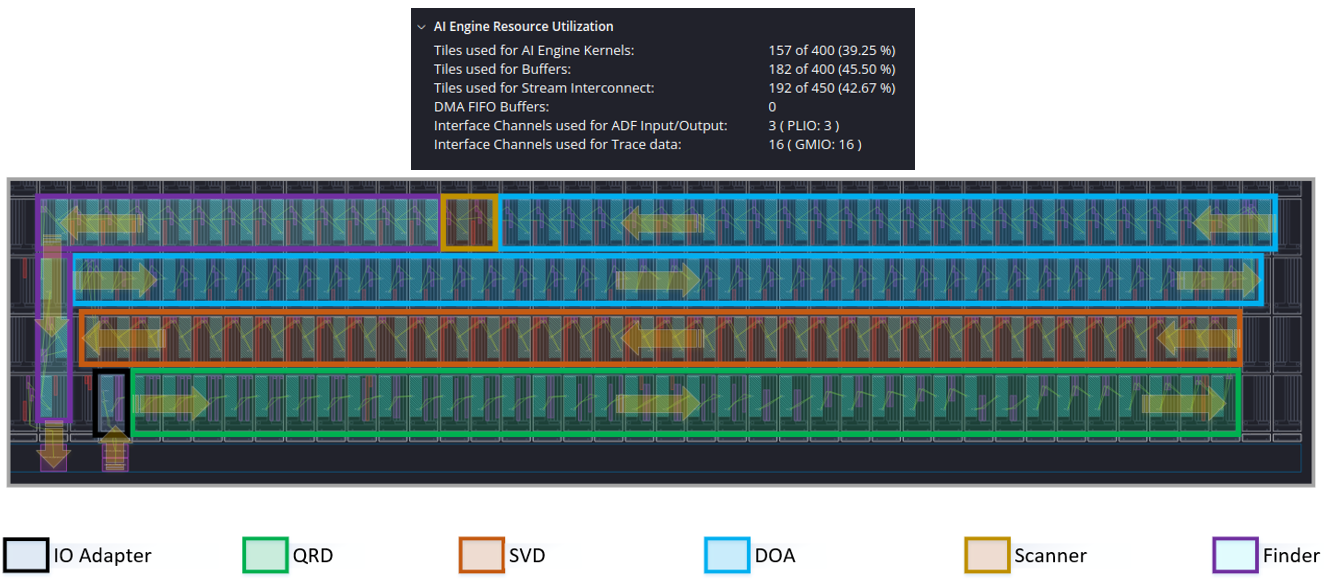 AI Engine Resource Utilization
Tiles used for AI Engine Kernels: 157 of 400 (39.25 %)
Tiles used for Buffers: 182 of 400 (45.50 %)
Tiles used for Stream Interconnect: 192 of 450 (42.67 %)
DMA FIFO Buffers: 0
Interface Channels used for ADF Input/Output: 3 ( PLIO: 3 )
Interface Channels used for Trace data: 16 ( GMIO: 16 )
IO Adapter QRD SVD DOA Scanner Finder